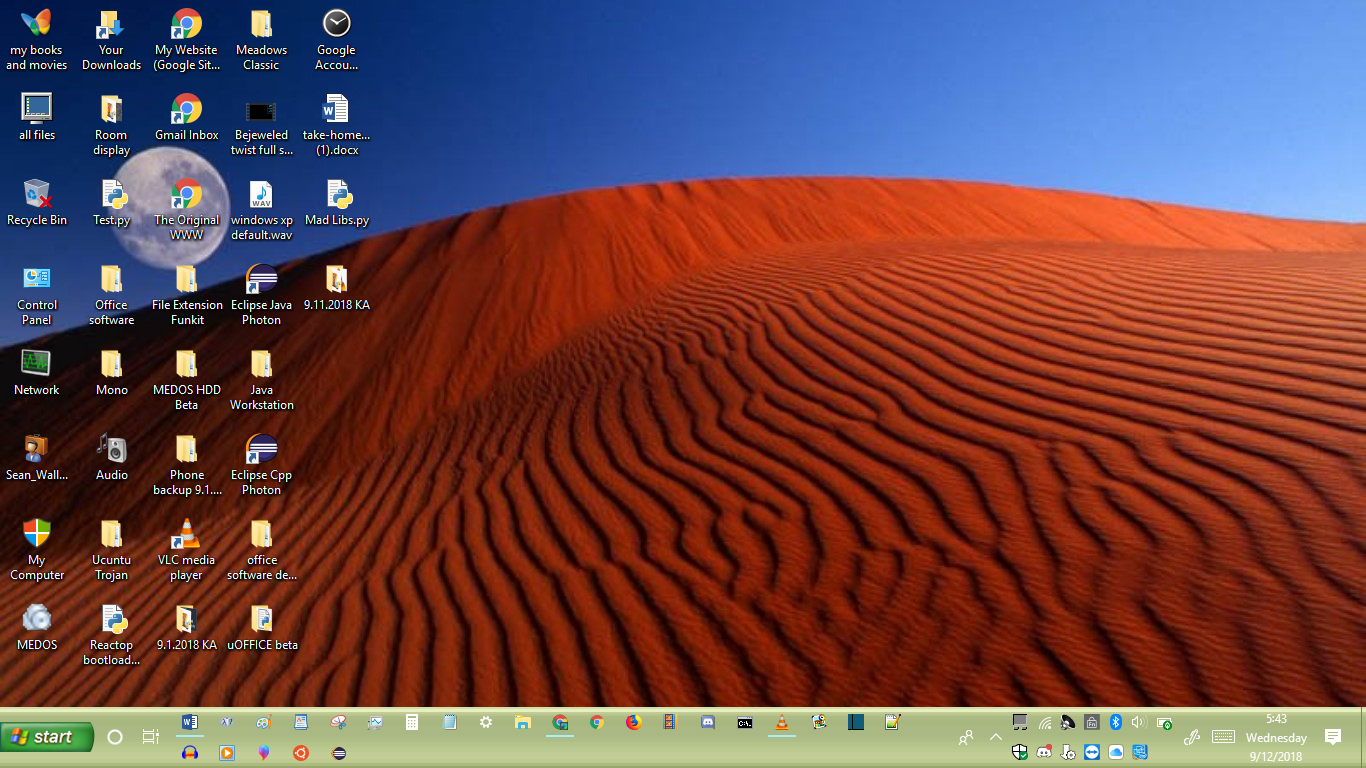 my books
and movies
Your
Downloads
My Website
(Google Sit...
Meadows
Classic
Google
Accou...
all files
Room
display
Gmail Inbox
Bejeweled
twist full s...
W
take-home...
(1).docx
Recycle Bin
Test.py
The Original
WWW
WAV
windows xp
default.wav
Mad Libs.py
Control
Panel
Office
software
File Extension
Funkit
Eclipse Java
Photon
9.11.2018 KA
Network
Mono
MEDOS HDD
Beta
Java
Workstation
Sean_Wall...
Audio
Phone
backup 9.1....
Eclipse Cpp
Photon
My
Computer
Ucuntu
Trojan
VLC media
player
office
software de...
MEDOS
Reactop
bootload...
9.1.2018 KA
uOFFICE beta
start
W
C:\.
5:43
Wednesday
9/12/2018